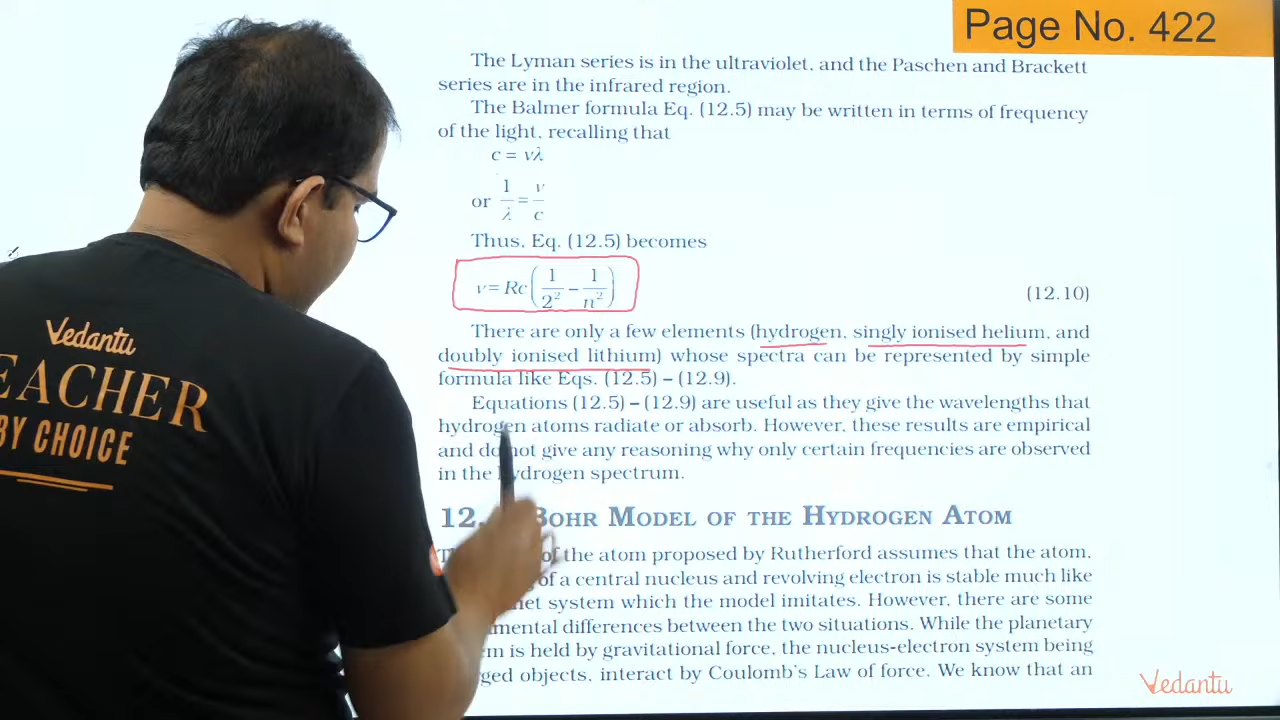 Page No. 422
The Lyman series is in the ultraviolet, and the Paschen and Brackett
series are in the infrared region.
The Balmer formula Eq. (12.5) may be written in terms of frequency
of the light, recalling that
c = νλ
or 1/λ = ν/c
Thus, Eq. (12.5) becomes
ν = Rc(1/2² − 1/n²) (12.10)
There are only a few elements (hydrogen, singly ionised helium, and
doubly ionised lithium) whose spectra can be represented by simple
formula like Eqs. (12.5) – (12.9).
Equations (12.5) – (12.9) are useful as they give the wavelengths that
hydrogen atoms radiate or absorb. However, these results are empirical
and do not give any reasoning why only certain frequencies are observed
in the hydrogen spectrum.
12. BOHR MODEL OF THE HYDROGEN ATOM
of the atom proposed by Rutherford assumes that the atom,
of a central nucleus and revolving electron is stable much like
system which the model imitates. However, there are some
differences between the two situations. While the planetary
is held by gravitational force, the nucleus-electron system being
objects, interact by Coulomb's Law of force. We know that an
Vedantu
TEACHER
BY CHOICE
Vedantu